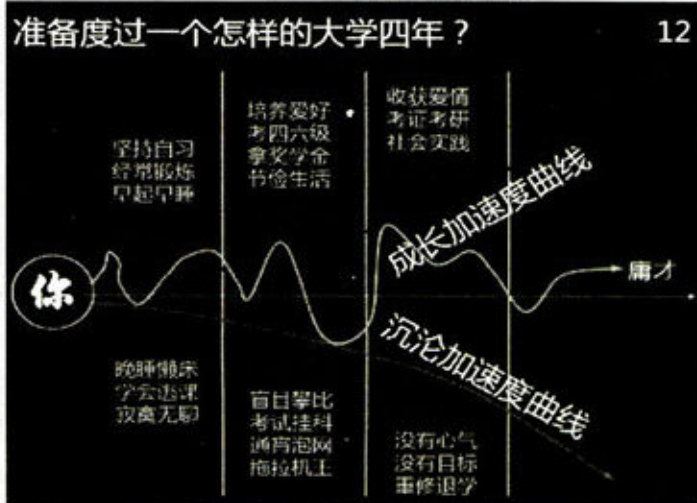 准备度过一个怎样的大学四年？
12
坚持自习
经常锻炼
早起早睡
培养爱好
考四六级
拿奖学金
节俭生活
收获爱情
考证考研
社会实践
成长加速度曲线
你
庸才
沉沦加速度曲线
晚睡懒床
学会逃课
寂寞无聊
盲目攀比
考试挂科
通宵泡网
拖拉机王
没有心气
没有目标
重修退学